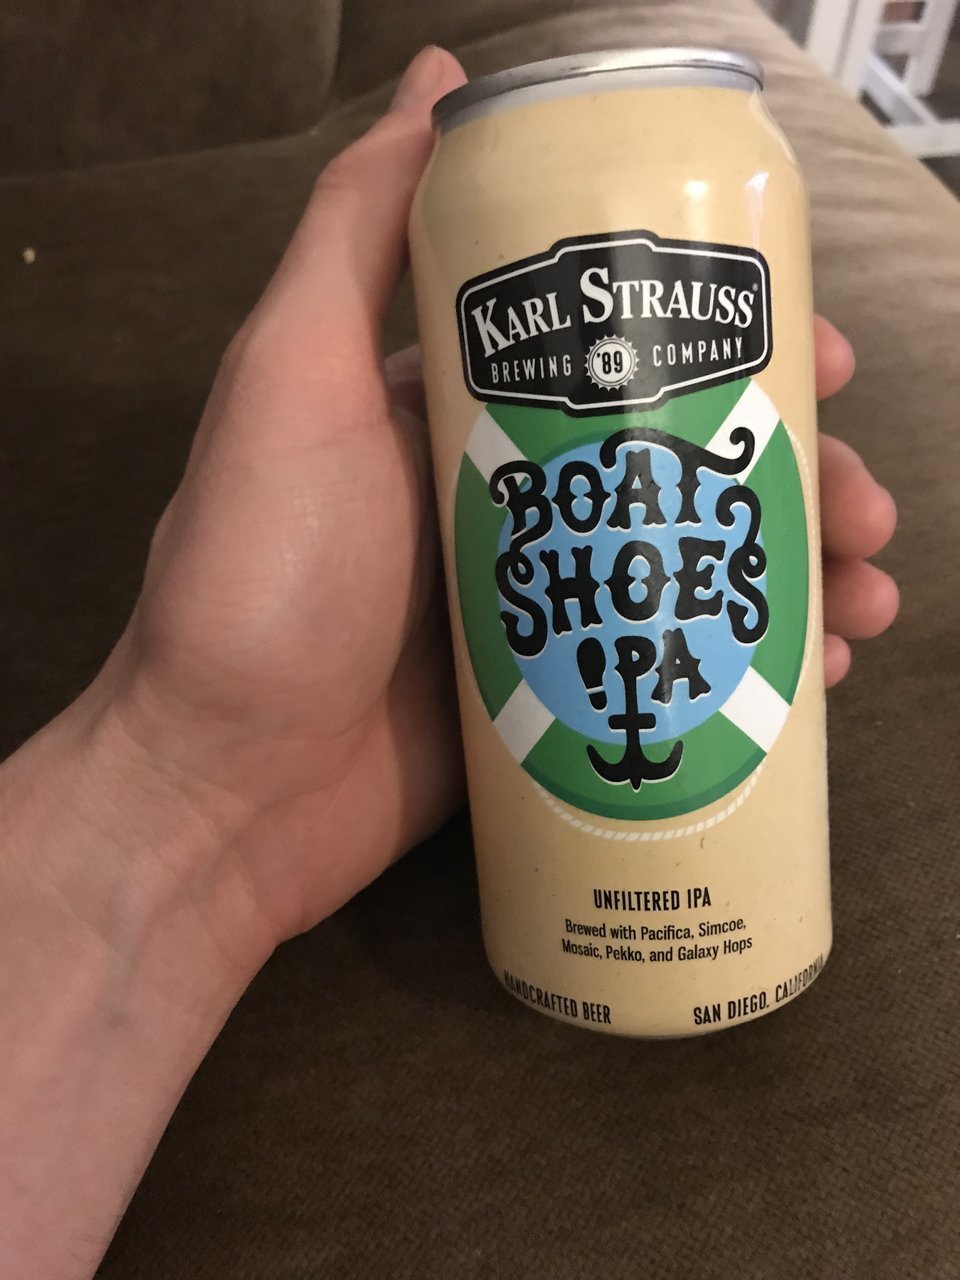 KARL STRAUSS®
BREWING '89 COMPANY
BOAT
SHOES
IPA
UNFILTERED IPA
Brewed with Pacifica, Simcoe,
Mosaic, Pekko, and Galaxy Hops
HANDCRAFTED BEER
SAN DIEGO, CALIFORNIA